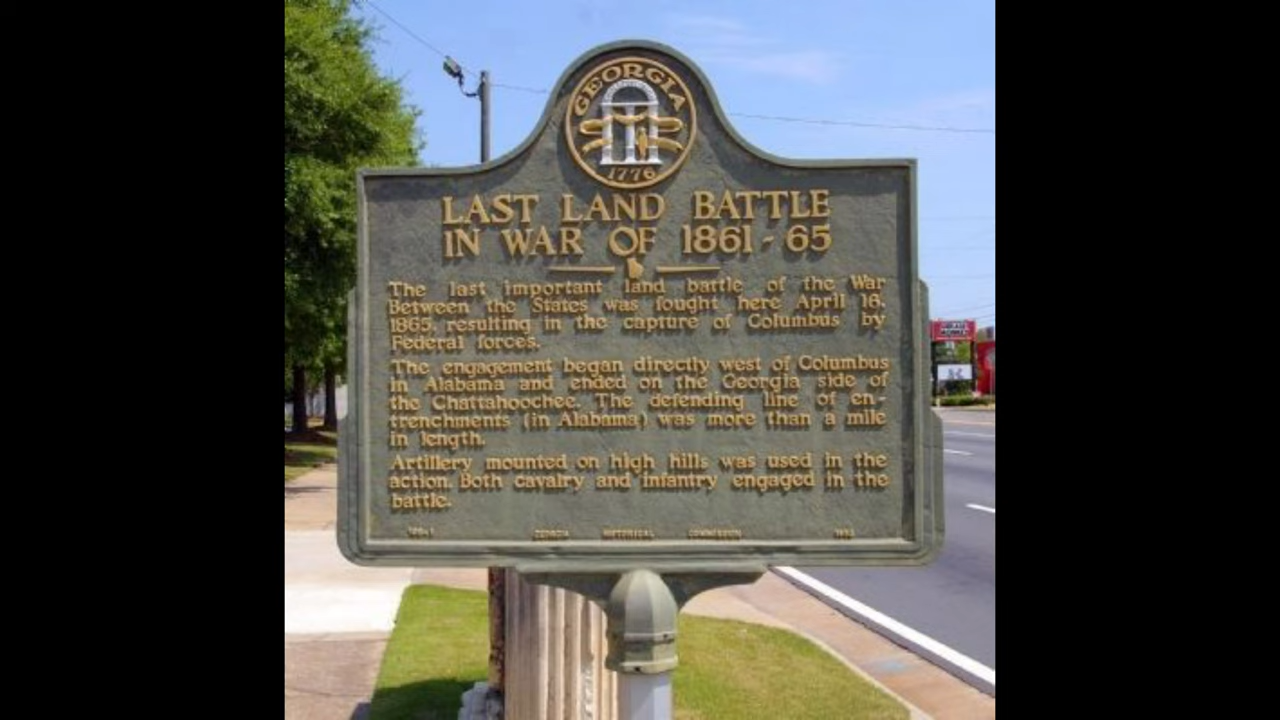 GEORGIA
1776
LAST LAND BATTLE
IN WAR OF 1861-65
The last important land battle of the War
Between the States was fought here April 16,
1865, resulting in the capture of Columbus by
Federal forces.
The engagement began directly west of Columbus
in Alabama and ended on the Georgia side of
the Chattahoochee. The defending line of en-
trenchments (in Alabama) was more than a mile
in length.
Artillery mounted on high hills was used in the
action. Both cavalry and infantry engaged in the
battle.
GEORGIA HISTORICAL COMMISSION